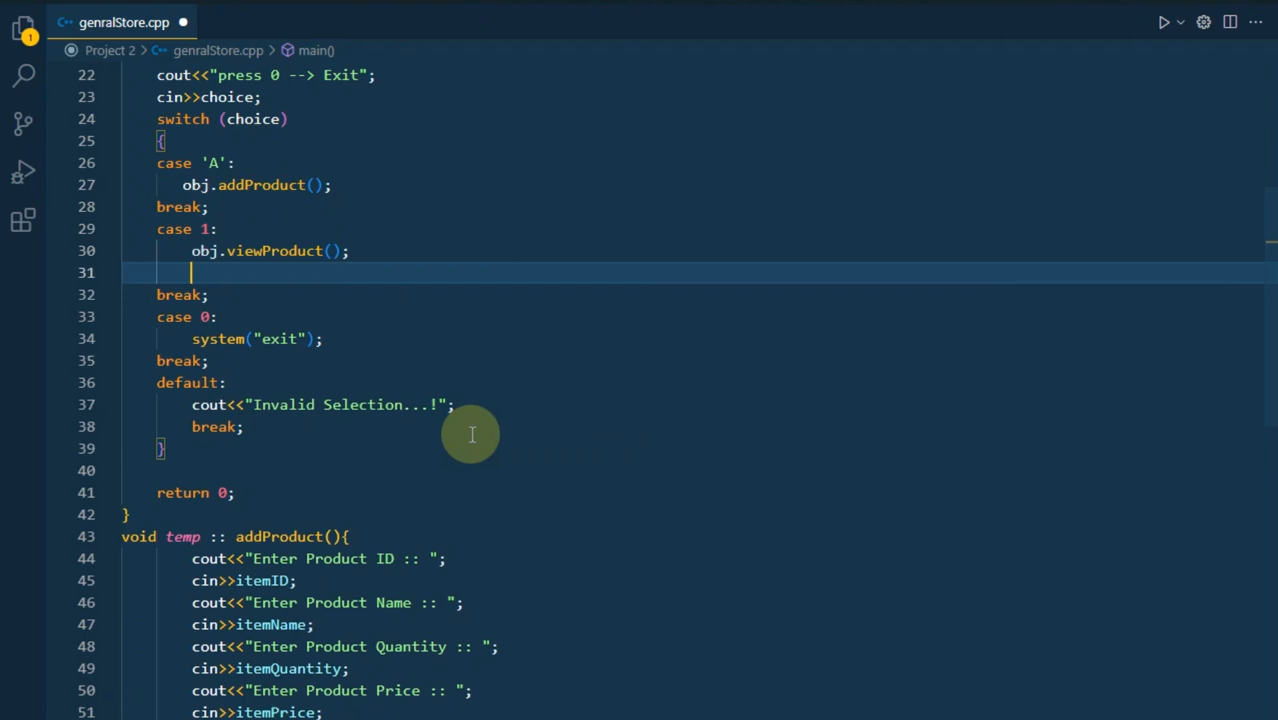 genralStore.cpp
1
Project 2 > genralStore.cpp > main()
22 cout<<"press 0 --> Exit";
23 cin>>choice;
24 switch (choice)
25 {
26 case 'A':
27 obj.addProduct();
28 break;
29 case 1:
30 obj.viewProduct();
31
32 break;
33 case 0:
34 system("exit");
35 break;
36 default:
37 cout<<"Invalid Selection...!";
38 break;
39 }
40
41 return 0;
42 }
43 void temp :: addProduct(){
44 cout<<"Enter Product ID :: ";
45 cin>>itemID;
46 cout<<"Enter Product Name :: ";
47 cin>>itemName;
48 cout<<"Enter Product Quantity :: ";
49 cin>>itemQuantity;
50 cout<<"Enter Product Price :: ";
51 cin>>itemPrice;